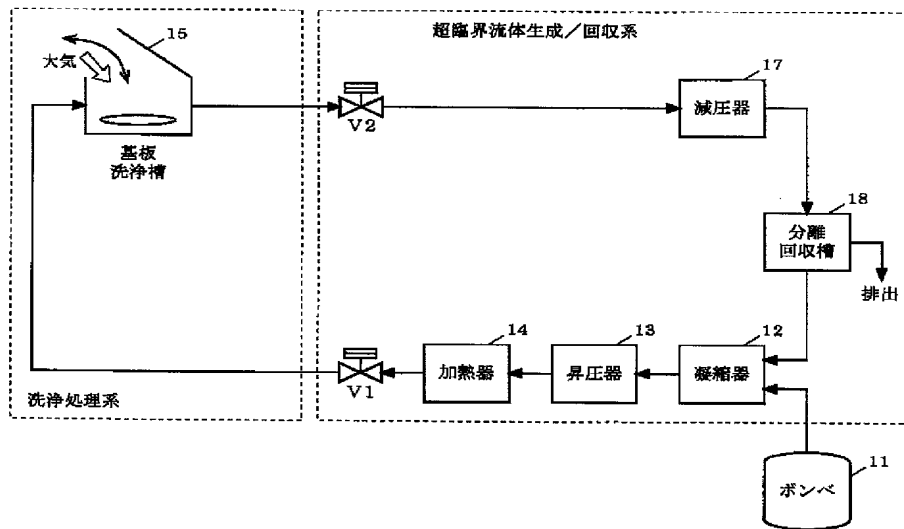 超臨界流体生成／回収系
15
大気
17
減圧器
V2
基板
洗浄槽
18
分離
回収槽
排出
14
加熱器
13
昇圧器
12
凝縮器
V1
洗浄処理系
11
ボンベ